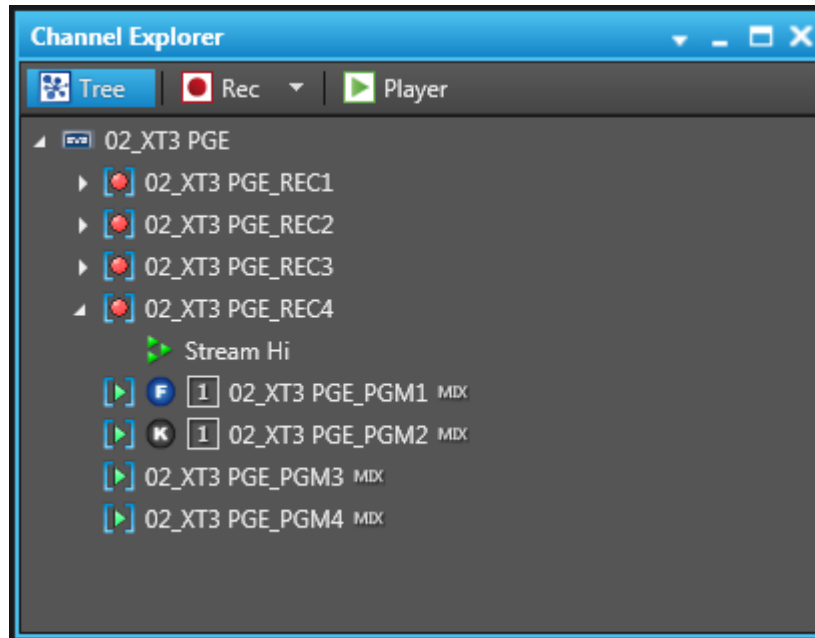 Channel Explorer
Tree Rec Player
EVS 02_XT3 PGE
02_XT3 PGE_REC1
02_XT3 PGE_REC2
02_XT3 PGE_REC3
02_XT3 PGE_REC4
Stream Hi
F 1 02_XT3 PGE_PGM1 MIX
K 1 02_XT3 PGE_PGM2 MIX
02_XT3 PGE_PGM3 MIX
02_XT3 PGE_PGM4 MIX